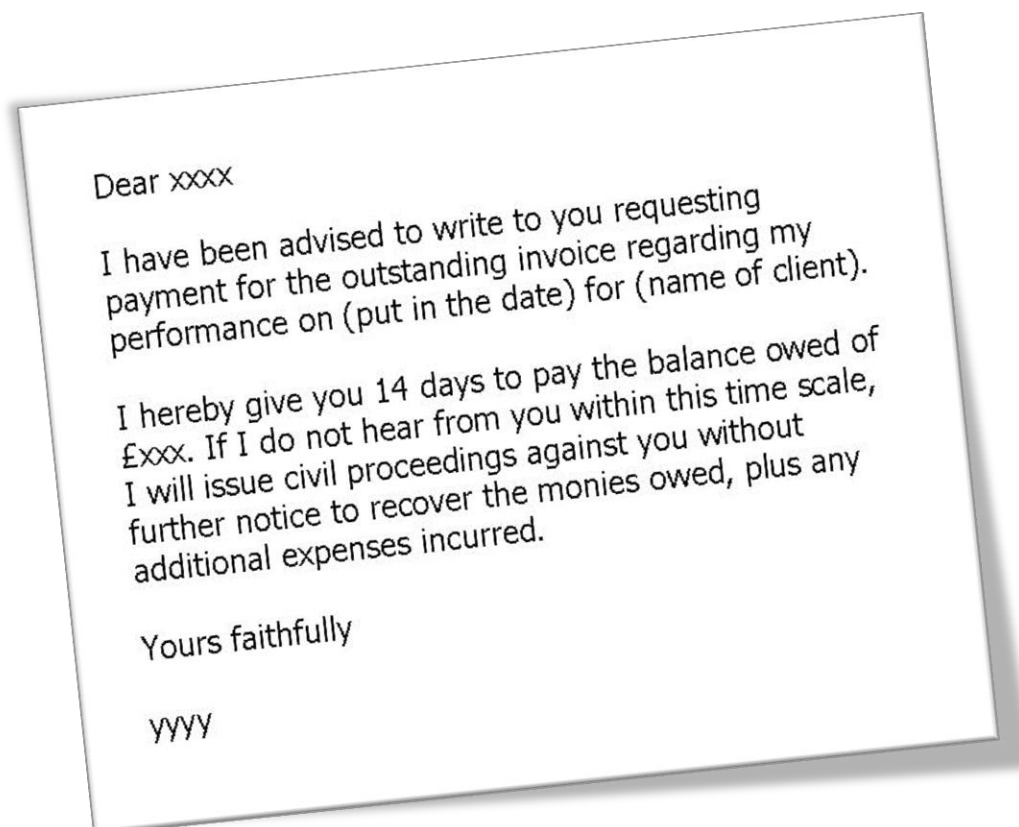 Dear xxxx
I have been advised to write to you requesting
payment for the outstanding invoice regarding my
performance on (put in the date) for (name of client).
I hereby give you 14 days to pay the balance owed of
£xxx. If I do not hear from you within this time scale,
I will issue civil proceedings against you without
further notice to recover the monies owed, plus any
additional expenses incurred.
Yours faithfully
yyyy